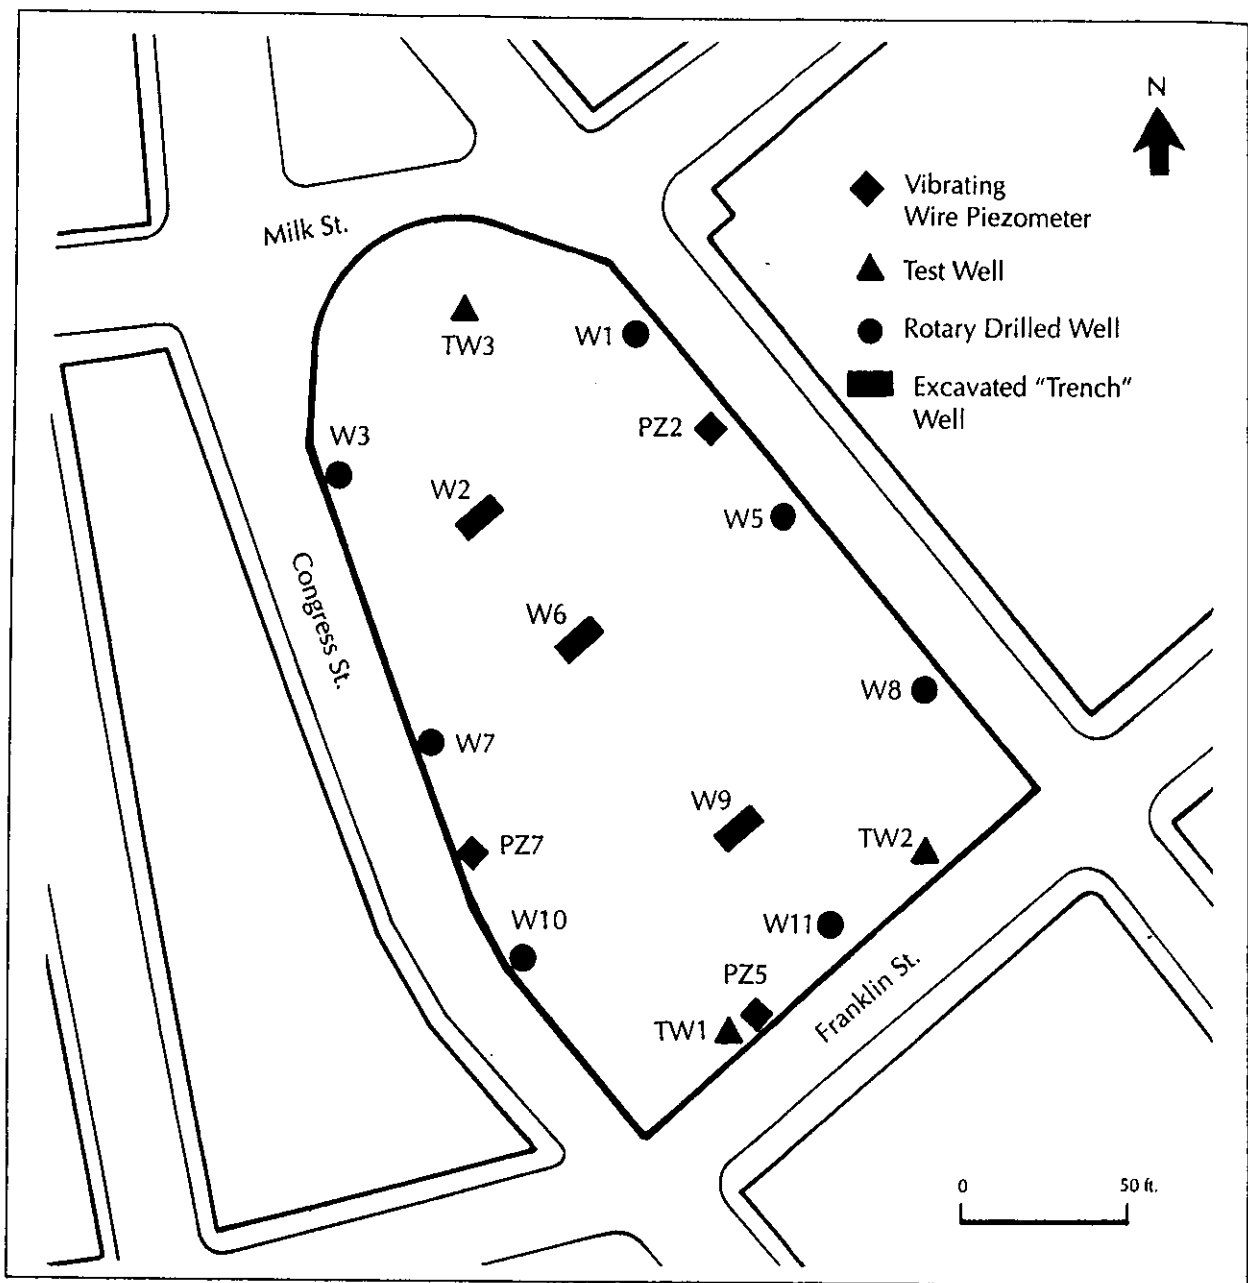 N
Vibrating
Wire Piezometer
Milk St.
Test Well
TW3
W1
Rotary Drilled Well
Excavated “Trench”
Well
PZ2
W3
W2
W5
Congress St.
W6
W8
W7
W9
TW2
PZ7
W10
W11
PZ5
TW1
Franklin St.
0
50 ft.